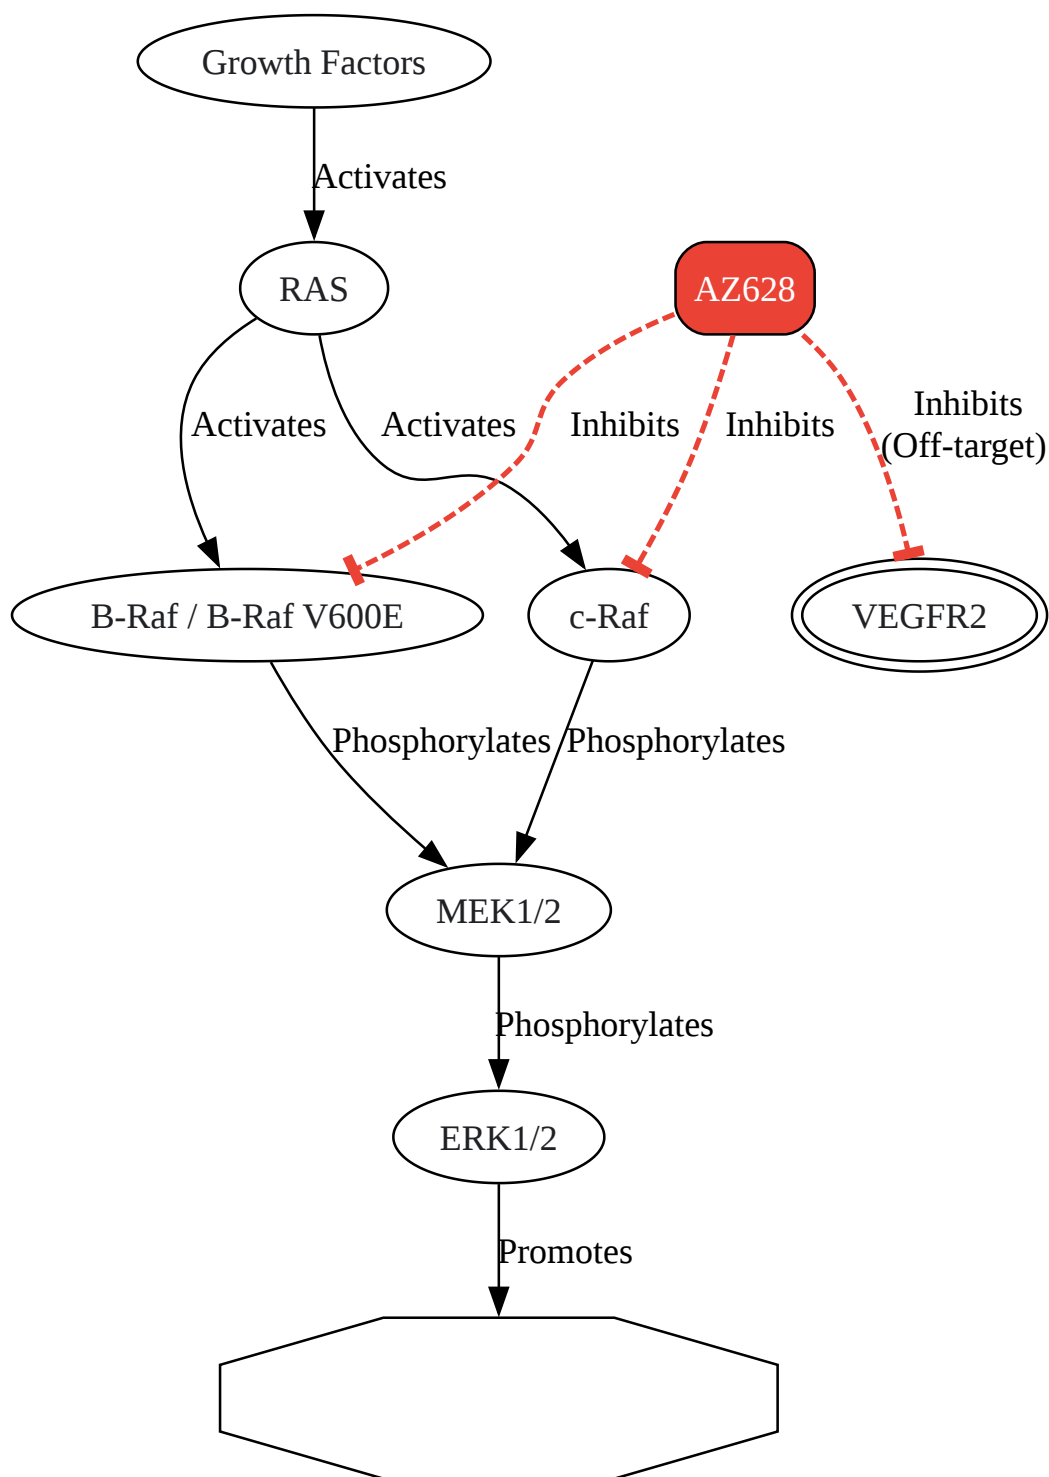 Growth Factors
Activates
RAS
AZ628
Activates
Activates
Inhibits
Inhibits
Inhibits
(Off-target)
B-Raf / B-Raf V600E
c-Raf
VEGFR2
Phosphorylates
Phosphorylates
MEK1/2
Phosphorylates
ERK1/2
Promotes